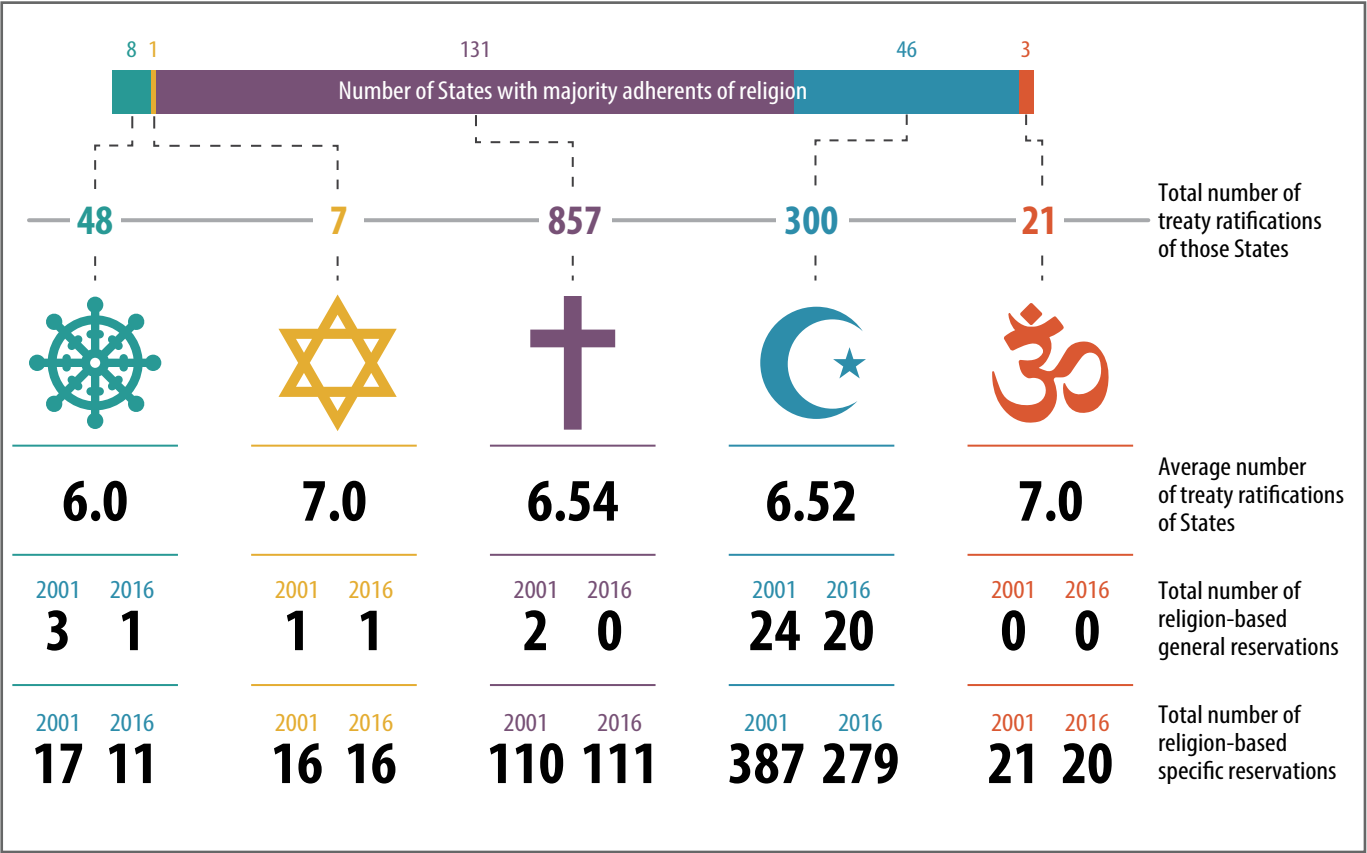 8 1 131 46 3
Number of States with majority adherents of religion
48 7 857 300 21
Total number of
treaty ratifications
of those States
6.0 7.0 6.54 6.52 7.0
Average number
of treaty ratifications
of States
2001 2016 2001 2016 2001 2016 2001 2016 2001 2016
3 1 1 1 2 0 24 20 0 0
Total number of
religion-based
general reservations
2001 2016 2001 2016 2001 2016 2001 2016 2001 2016
17 11 16 16 110 111 387 279 21 20
Total number of
religion-based
specific reservations